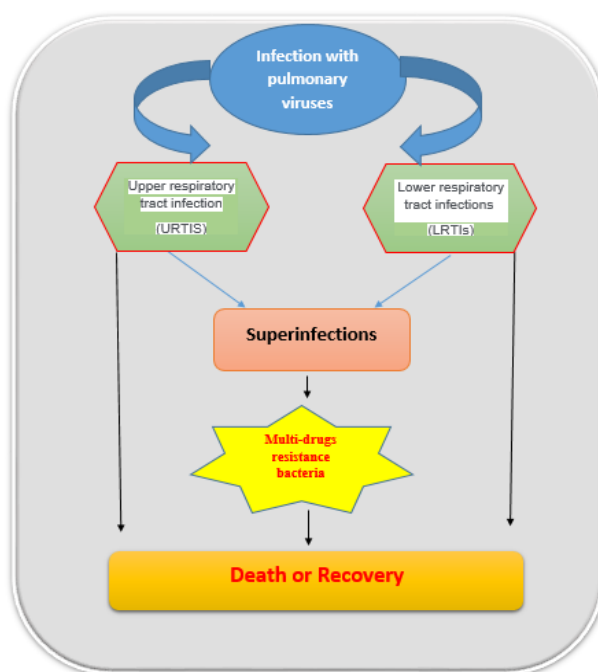 Infection with
pulmonary
viruses
Upper respiratory
tract infection
(URTIS)
Lower respiratory
tract infections
(LRTIs)
Superinfections
Multi-drugs
resistance
bacteria
Death or Recovery